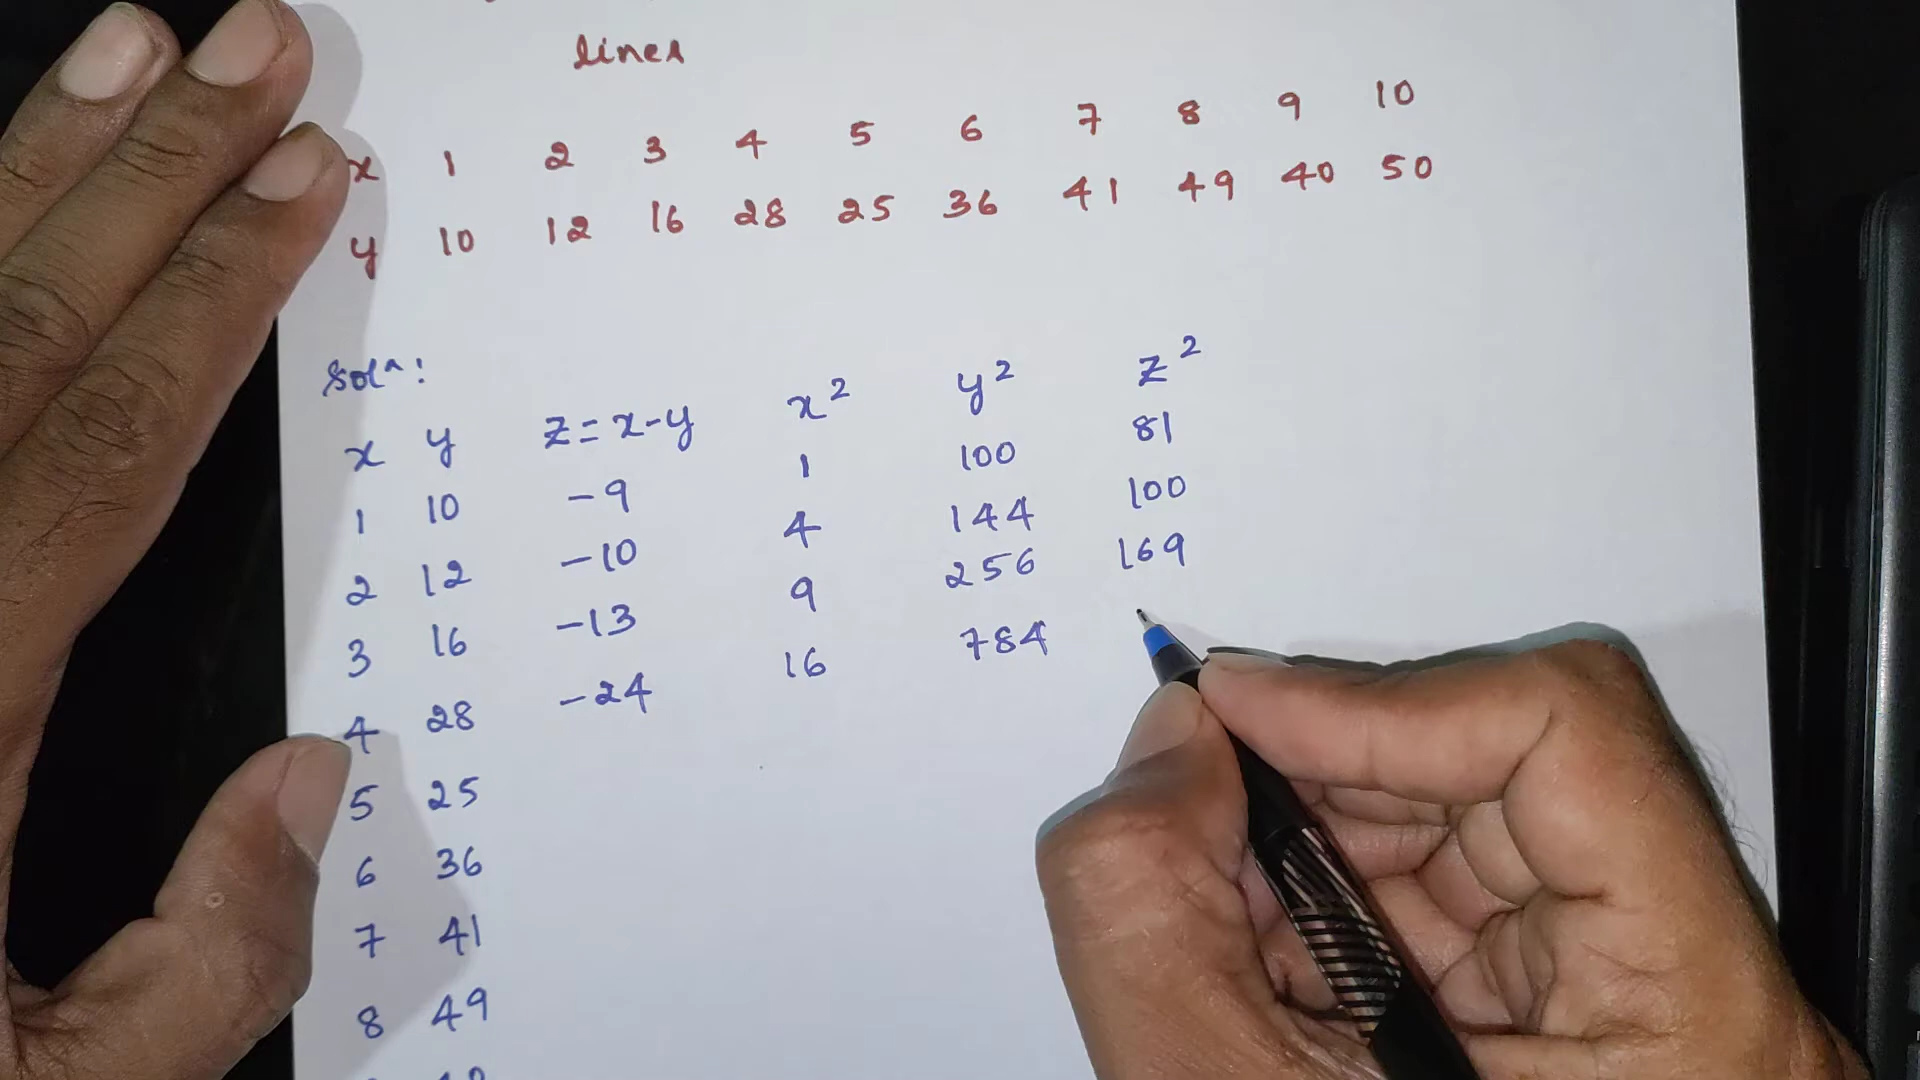 lines
x 1 2 3 4 5 6 7 8 9 10
y 10 12 16 28 25 36 41 49 40 50
Solⁿ:
x y z=x-y x² y² z²
1 10 -9 1 100 81
2 12 -10 4 144 100
3 16 -13 9 256 169
4 28 -24 16 784
5 25
6 36
7 41
8 49